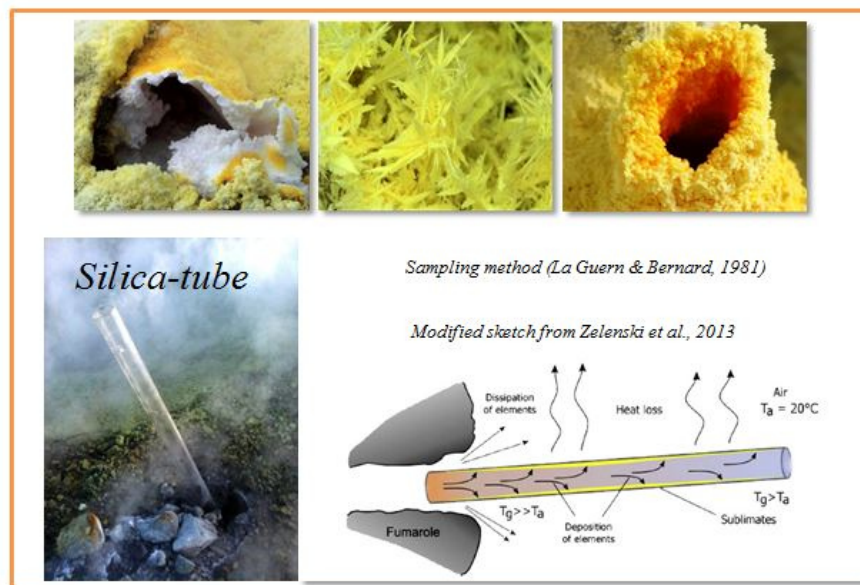 Silica-tube
Sampling method (La Guern & Bernard, 1981)
Modified sketch from Zelenski et al., 2013
Dissipation
of elements
Heat loss
Air
Ta = 20°C
Tg>>Ta
Deposition
of elements
Tg>Ta
Sublimates
Fumarole